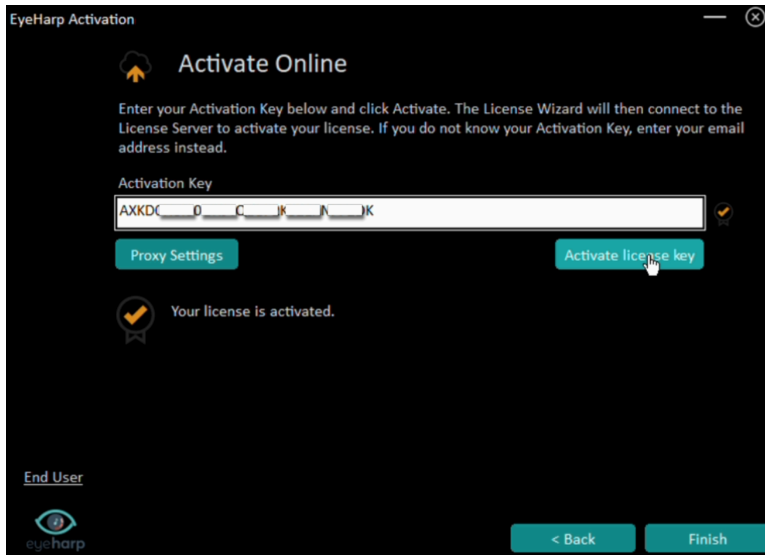 EyeHarp Activation
Activate Online
Enter your Activation Key below and click Activate. The License Wizard will then connect to the
License Server to activate your license. If you do not know your Activation Key, enter your email
address instead.
Activation Key
Proxy Settings
Activate license key
Your license is activated.
End User
eyeharp
< Back
Finish